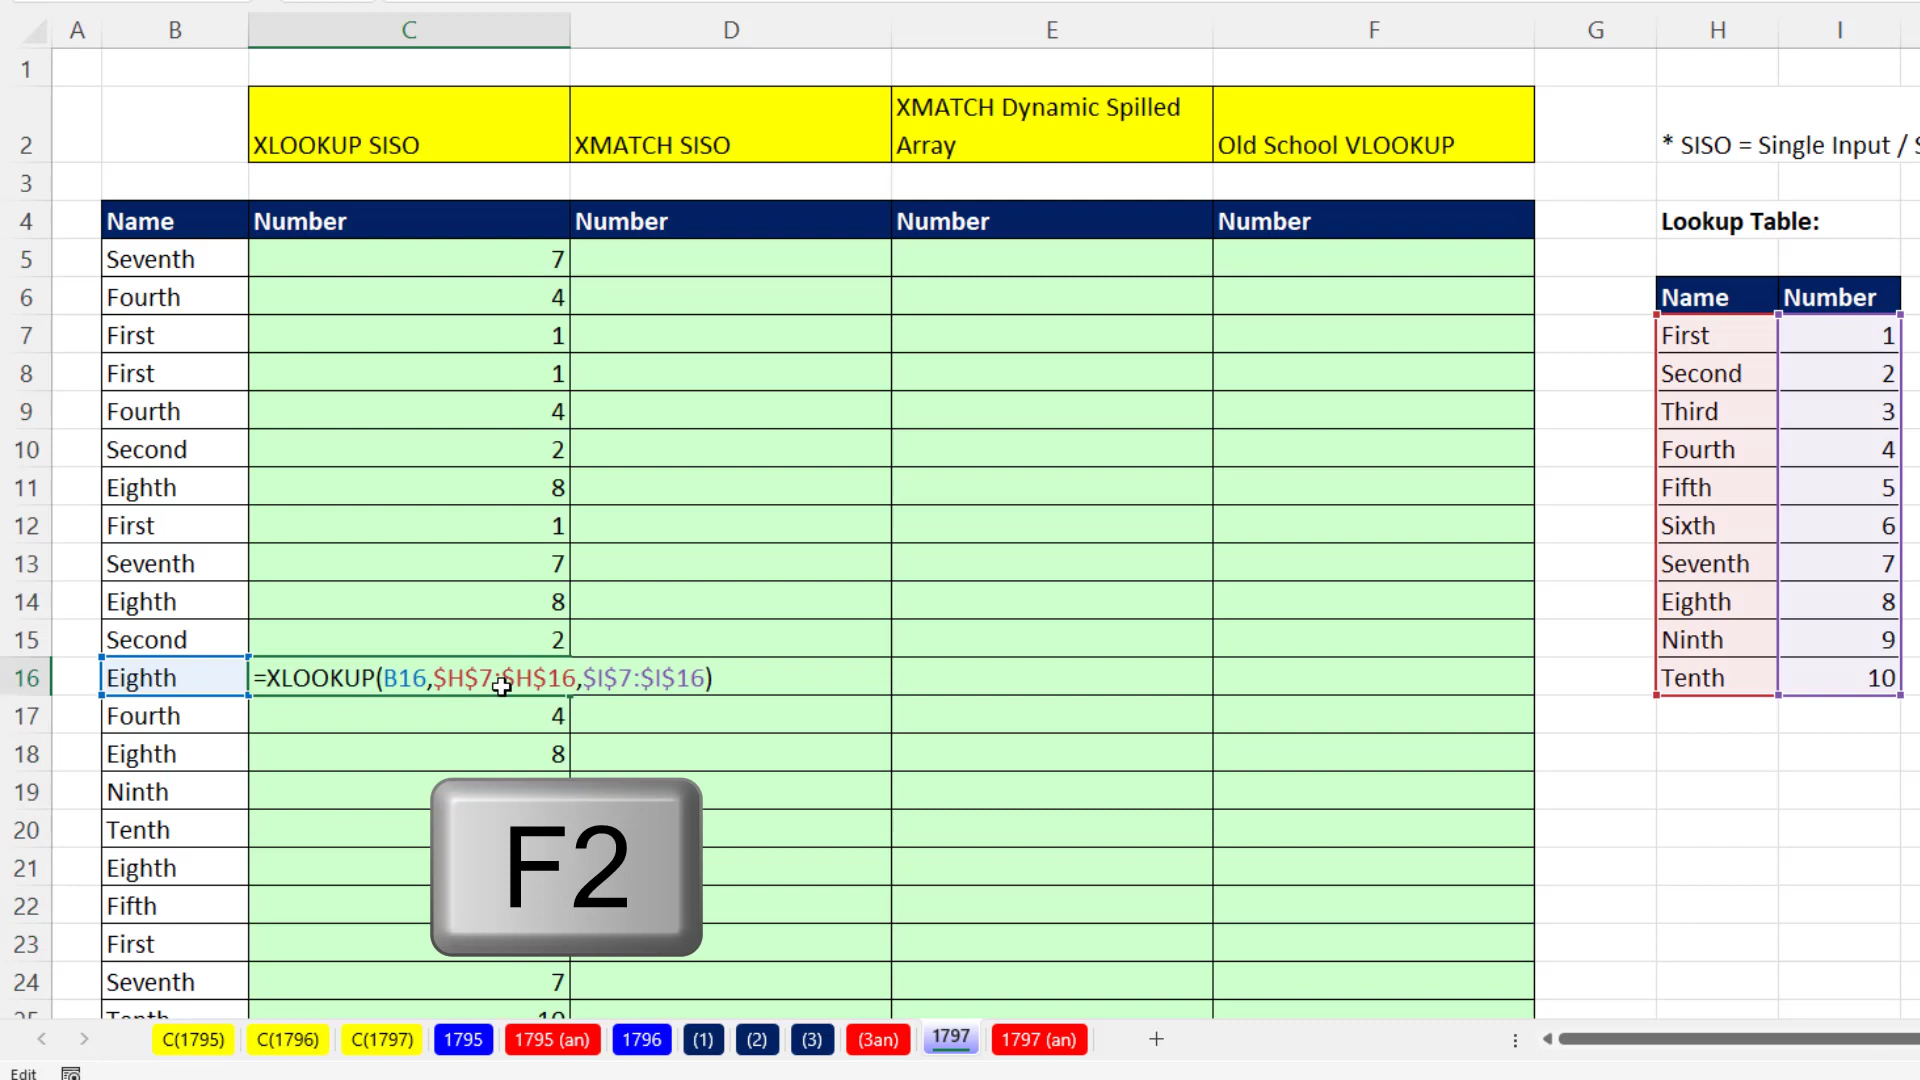 A B C D E F G H I
1
XMATCH Dynamic Spilled
2 XLOOKUP SISO XMATCH SISO Array Old School VLOOKUP * SISO = Single Input /
3
4 Name Number Number Number Number Lookup Table:
5 Seventh 7
6 Fourth 4 Name Number
7 First 1 First 1
8 First 1 Second 2
9 Fourth 4 Third 3
10 Second 2 Fourth 4
11 Eighth 8 Fifth 5
12 First 1 Sixth 6
13 Seventh 7 Seventh 7
14 Eighth 8 Eighth 8
15 Second 2 Ninth 9
16 Eighth =XLOOKUP(B16,$H$7:$H$16,$I$7:$I$16) Tenth 10
17 Fourth 4
18 Eighth 8
19 Ninth
20 Tenth
21 Eighth
22 Fifth
23 First
24 Seventh 7
25 Tenth 10
F2
C(1795) C(1796) C(1797) 1795 1795 (an) 1796 (1) (2) (3) (3an) 1797 1797 (an) +
Edit